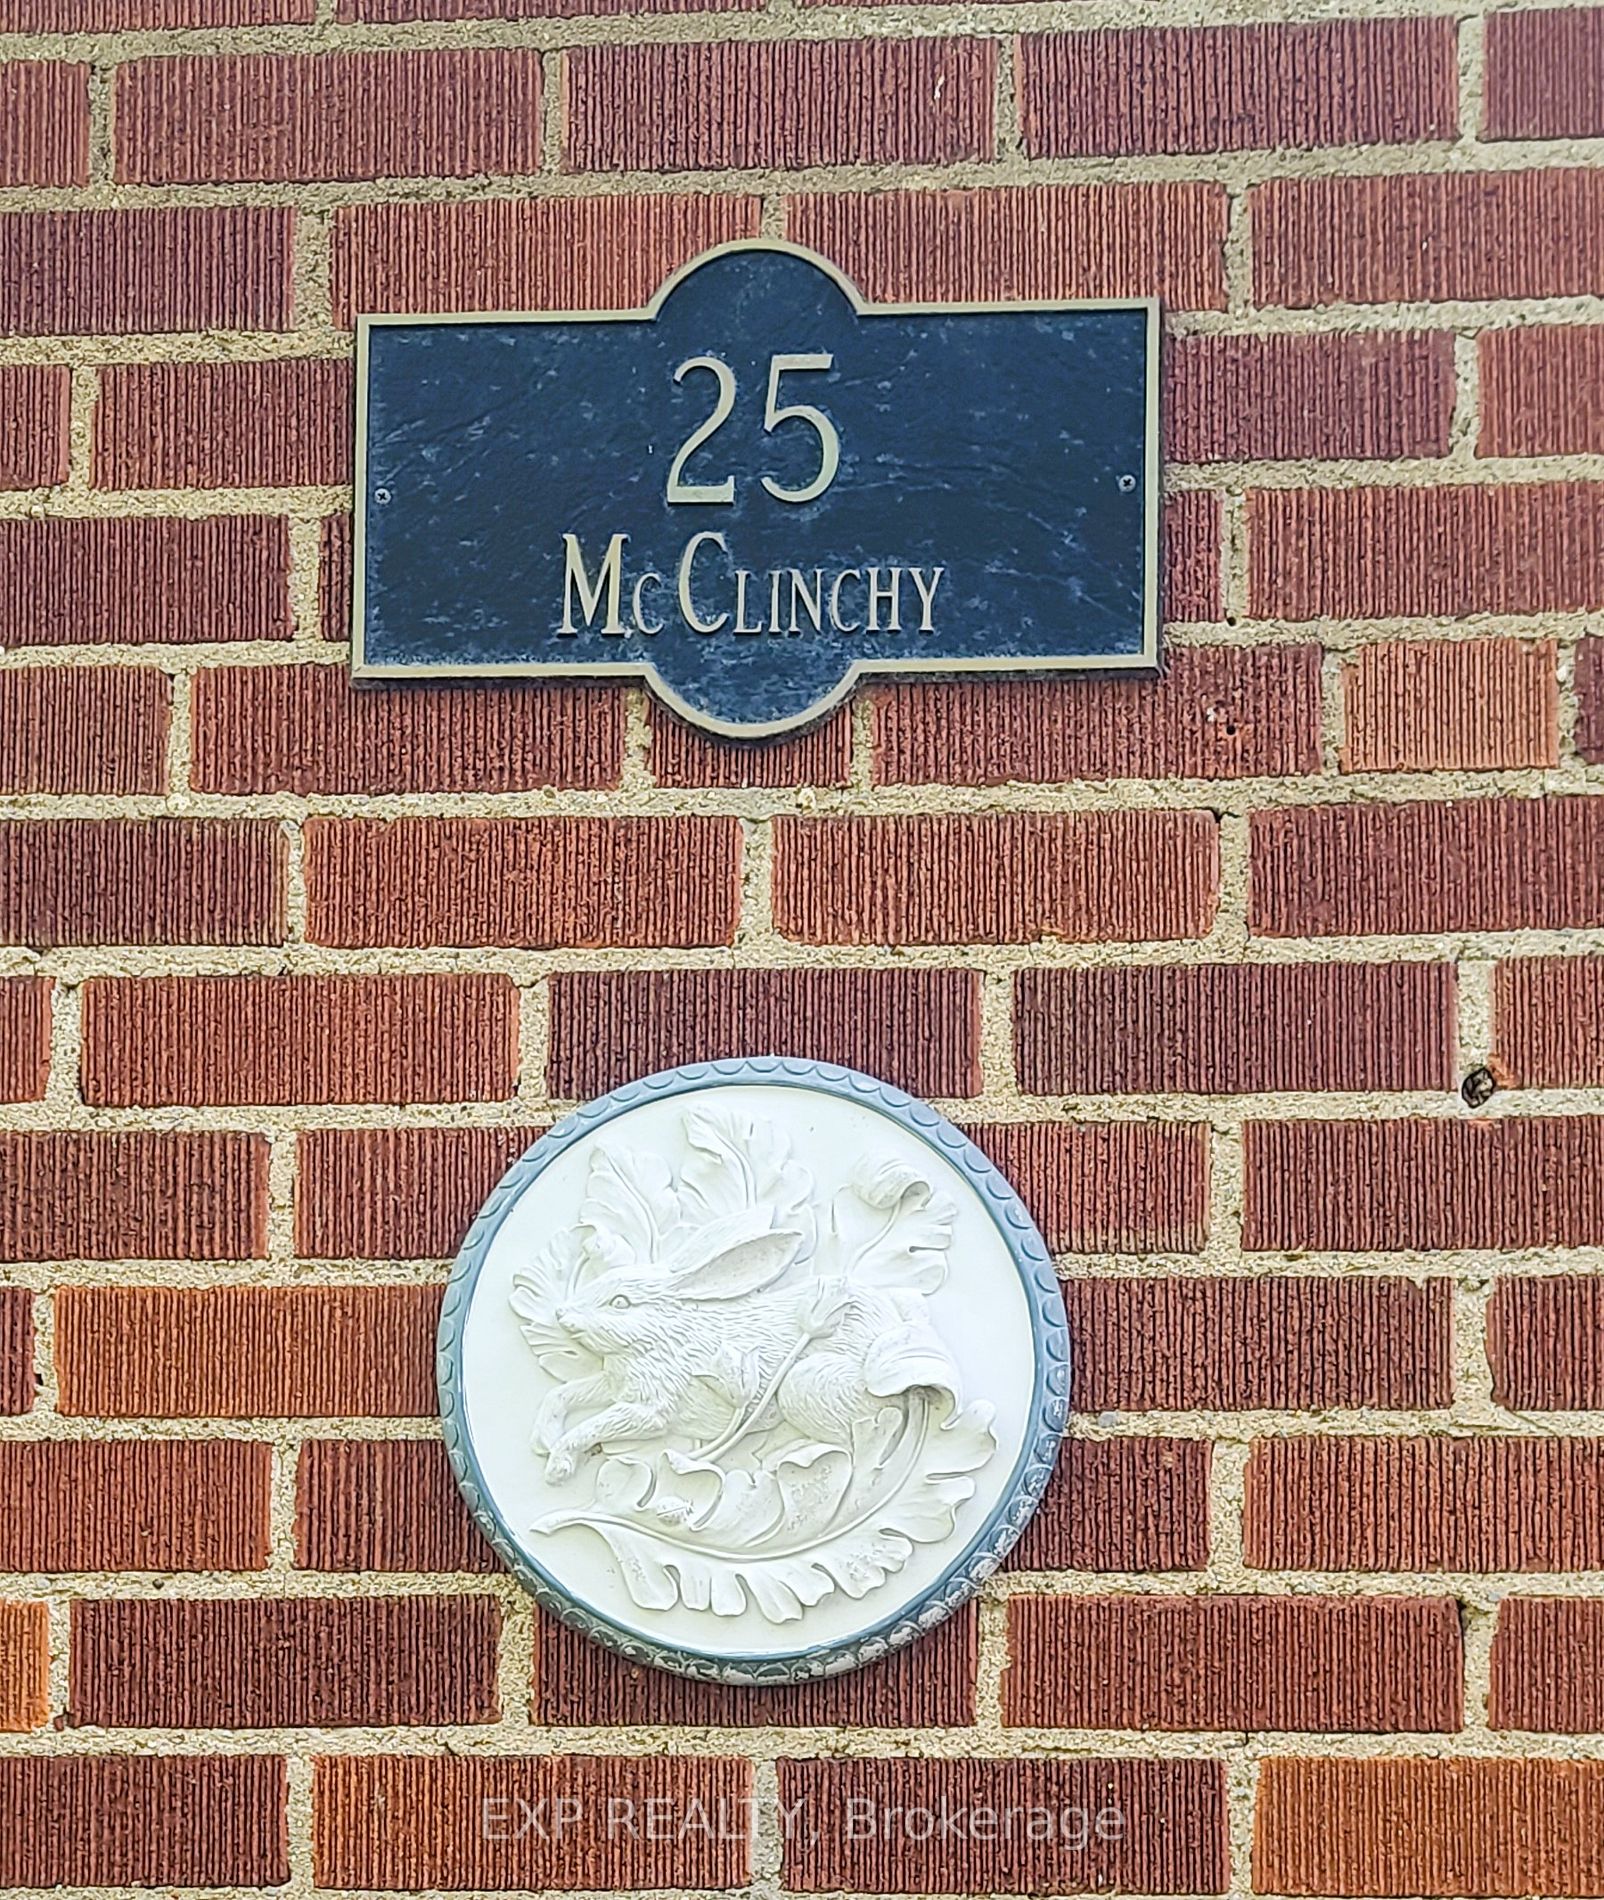 25
McClinchy
EXP REALTY, Brokerage